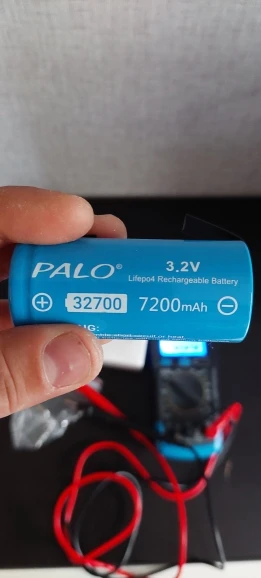 PALO®
3.2V
Lifepo4 Rechargeable Battery
+ 32700 7200mAh −